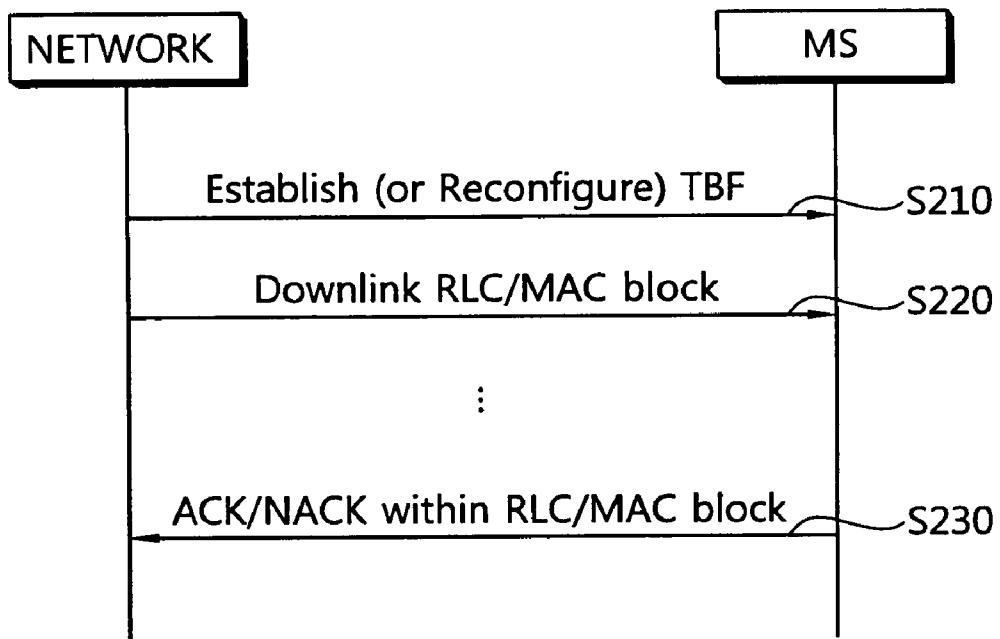 NETWORK
MS
Establish (or Reconfigure) TBF
S210
Downlink RLC/MAC block
S220
ACK/NACK within RLC/MAC block
S230